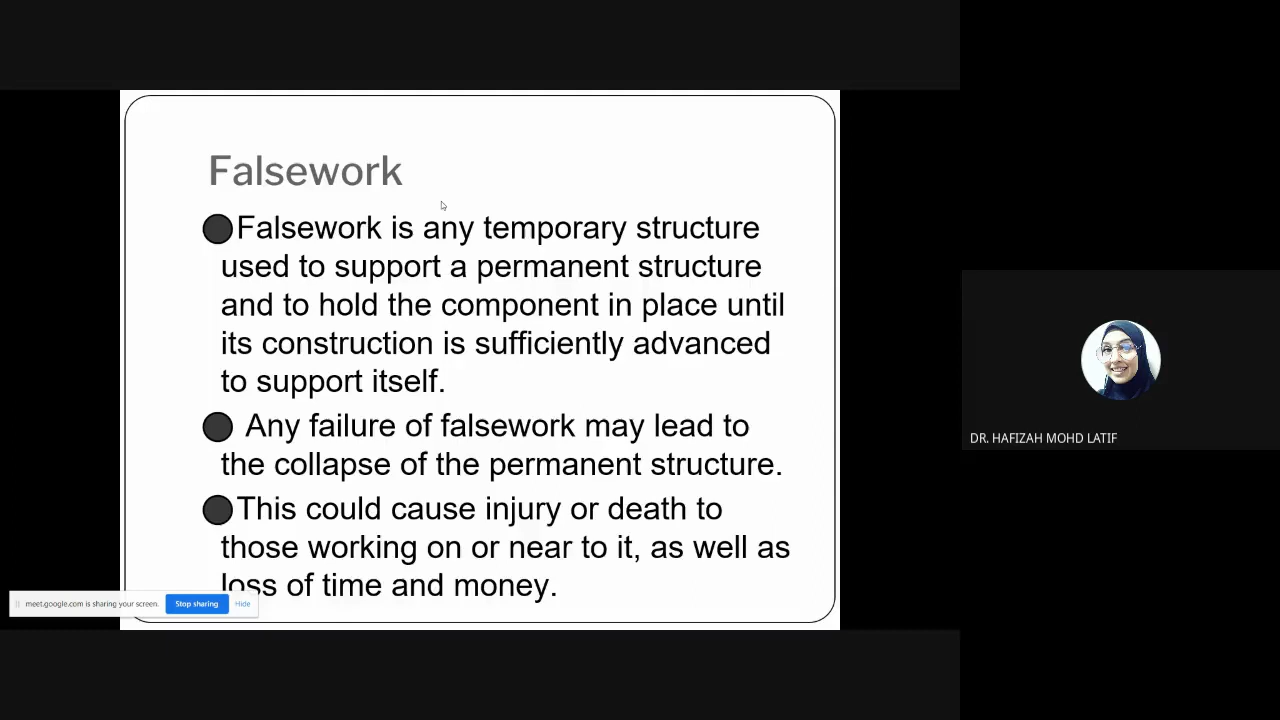 Falsework
Falsework is any temporary structure
used to support a permanent structure
and to hold the component in place until
its construction is sufficiently advanced
to support itself.
Any failure of falsework may lead to
the collapse of the permanent structure.
This could cause injury or death to
those working on or near to it, as well as
loss of time and money.
meet.google.com is sharing your screen. Stop sharing Hide
DR. HAFIZAH MOHD LATIF